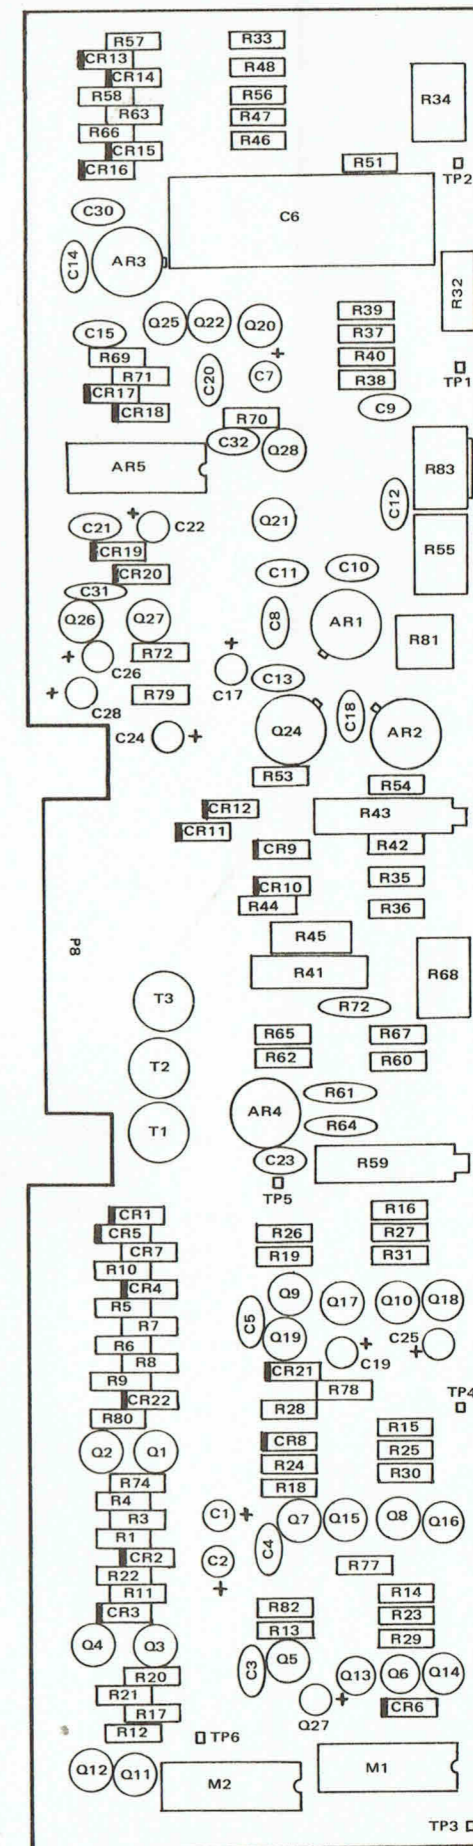 R57 R33
CR13
R48
CR14
R58 R56
R34
R63 R47
R66 R46
CR15
R51
CR16 TP2
C30
C6
C14 AR3
R32
R39
Q25 Q22 Q20
C15 R37
R69 R40
TP1
R71 C20 C7 R38
CR17
CR18 C9
R70
C32 Q28
AR5 R83
C12
Q21
C21 C22
R55
CR19
CR20 C11 C10
C31
Q26 Q27 C8 AR1
R81
R72
C26 C17 C13
R79
C28
C24 Q24 C18 AR2
R53 R54
CR12 R43
CR11
CR9 R42
CR10 R35
R44 R36
R45
P8 R41 R68
T3 R72
R65 R67
R62 R60
T2
R61
AR4
T1 R64
C23 R59
TP5
CR1 R16
CR5 R26 R27
CR7 R19 R31
R10
CR4 Q9 Q17 Q10 Q18
R5
R7 C5 Q19
R6 C19 C25
R8 CR21
R9 R78
CR22 R28 TP4
R80 R15
CR8 R25
Q2 Q1 R24 R30
R74 R18
R4
R3 C1 Q7 Q15 Q8 Q16
R1 C4
CR2 C2 R77
R22
R11 R14
CR3 R82 R23
R13 R29
Q4 Q3
C3 Q5
R20 Q13 Q6 Q14
R21
R17 Q27 CR6
R12 TP6
Q12 Q11 M2 M1
TP3